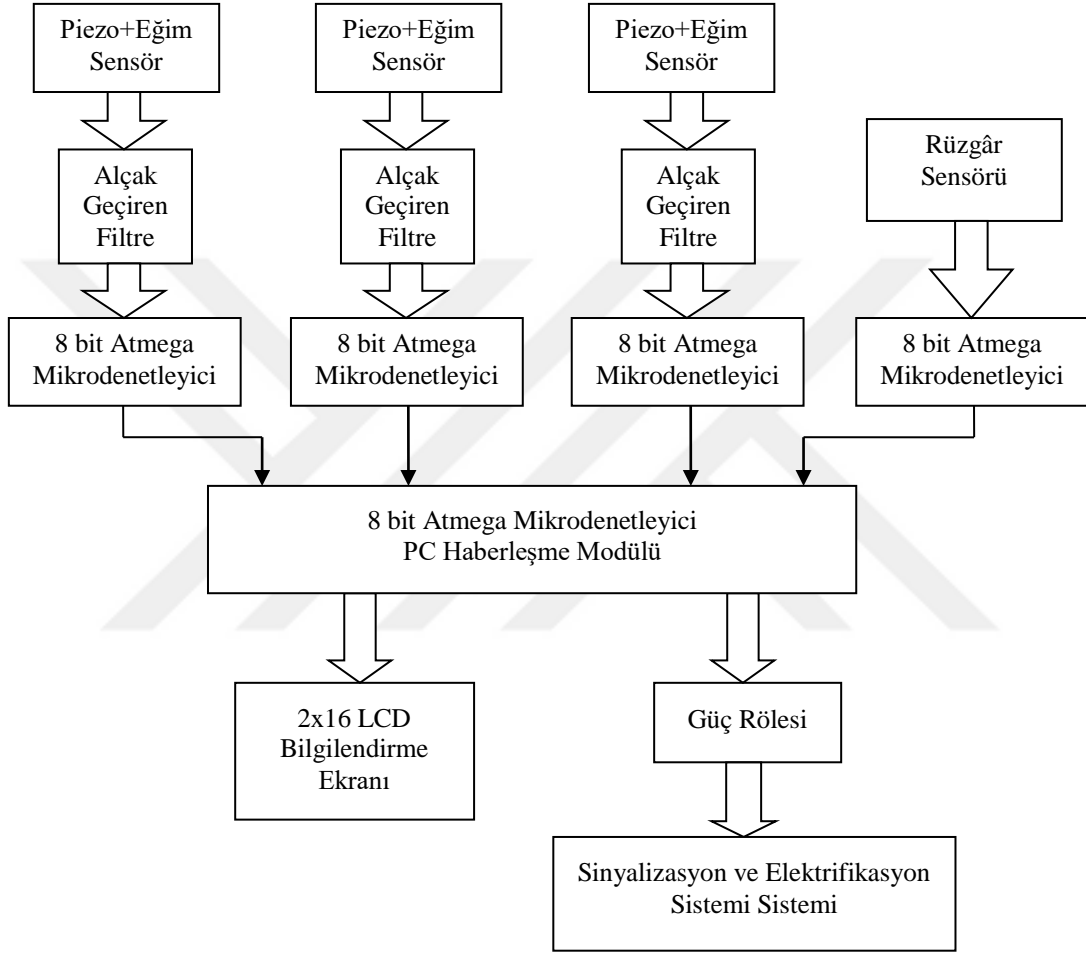 Piezo+Eğim
Sensör
Piezo+Eğim
Sensör
Piezo+Eğim
Sensör
Rüzgâr
Sensörü
Alçak
Geçiren
Filtre
Alçak
Geçiren
Filtre
Alçak
Geçiren
Filtre
8 bit Atmega
Mikrodenetleyici
8 bit Atmega
Mikrodenetleyici
8 bit Atmega
Mikrodenetleyici
8 bit Atmega
Mikrodenetleyici
8 bit Atmega Mikrodenetleyici
PC Haberleşme Modülü
2x16 LCD
Bilgilendirme
Ekranı
Güç Rölesi
Sinyalizasyon ve Elektrifikasyon
Sistemi Sistemi